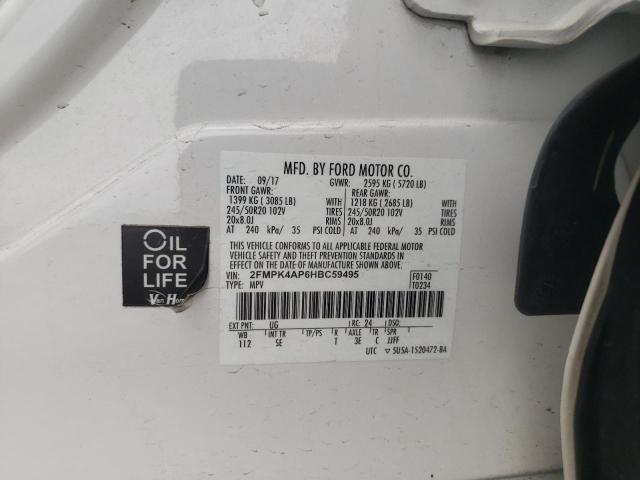 MFD. BY FORD MOTOR CO.
DATE: 09/17 GVWR: 2595 KG ( 5720 LB)
FRONT GAWR: REAR GAWR:
1399 KG ( 3085 LB) WITH 1218 KG ( 2685 LB) WITH
245/50R20 102V TIRES 245/50R20 102V TIRES
20x8.0J RIMS 20x8.0J RIMS
AT 240 kPa/ 35 PSI COLD AT 240 kPa/ 35 PSI COLD
THIS VEHICLE CONFORMS TO ALL APPLICABLE FEDERAL MOTOR
VEHICLE SAFETY AND THEFT PREVENTION STANDARDS IN EFFECT ON THE
DATE OF MANUFACTURE SHOWN ABOVE.
VIN: 2FMPK4AP6HBC59495 F0140
TYPE: MPV T0234
EXT PNT: UG RC: 24 DSO:
WB INT TR TP/PS R AXLE TR S
112 SE 1 3E C JJFF
UTC 5USA-1520472-BA
OIL
FOR
LIFE
Van Horn